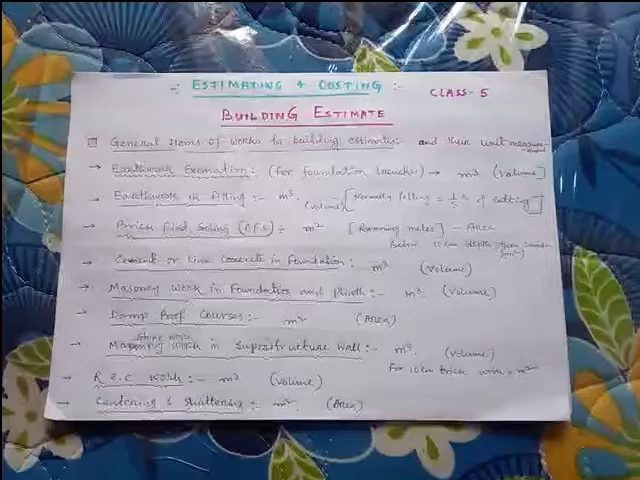 -: ESTIMATING & COSTING :-
CLASS- 5
BUILDING ESTIMATE
General Items of works for building estimates:- and their unit measure-
→ Earthwork Excavation: (for foundation trenches) → m³ (Volume)
→ Earthwork in filling :- m³. (Volume) [Normally filling = 1/5 of cutting]
→ Brick Flat Soling (B.F.S) :- m² [Running meter] - Area
Below 10 cm depth
→ Cement or Lime Concrete in Foundation: m³ (Volume)
→ Masonry Work in Foundation and Plinth:- m³. (Volume)
→ Damp Proof Courses:- m² (Area)
Stone work
→ Masonry work in Superstructure Wall:- m³. (Volume)
For 10 cm brick work = m²
→ R.C.C work:- m³ (Volume)
→ Centering & Shuttering :- m². (Area)